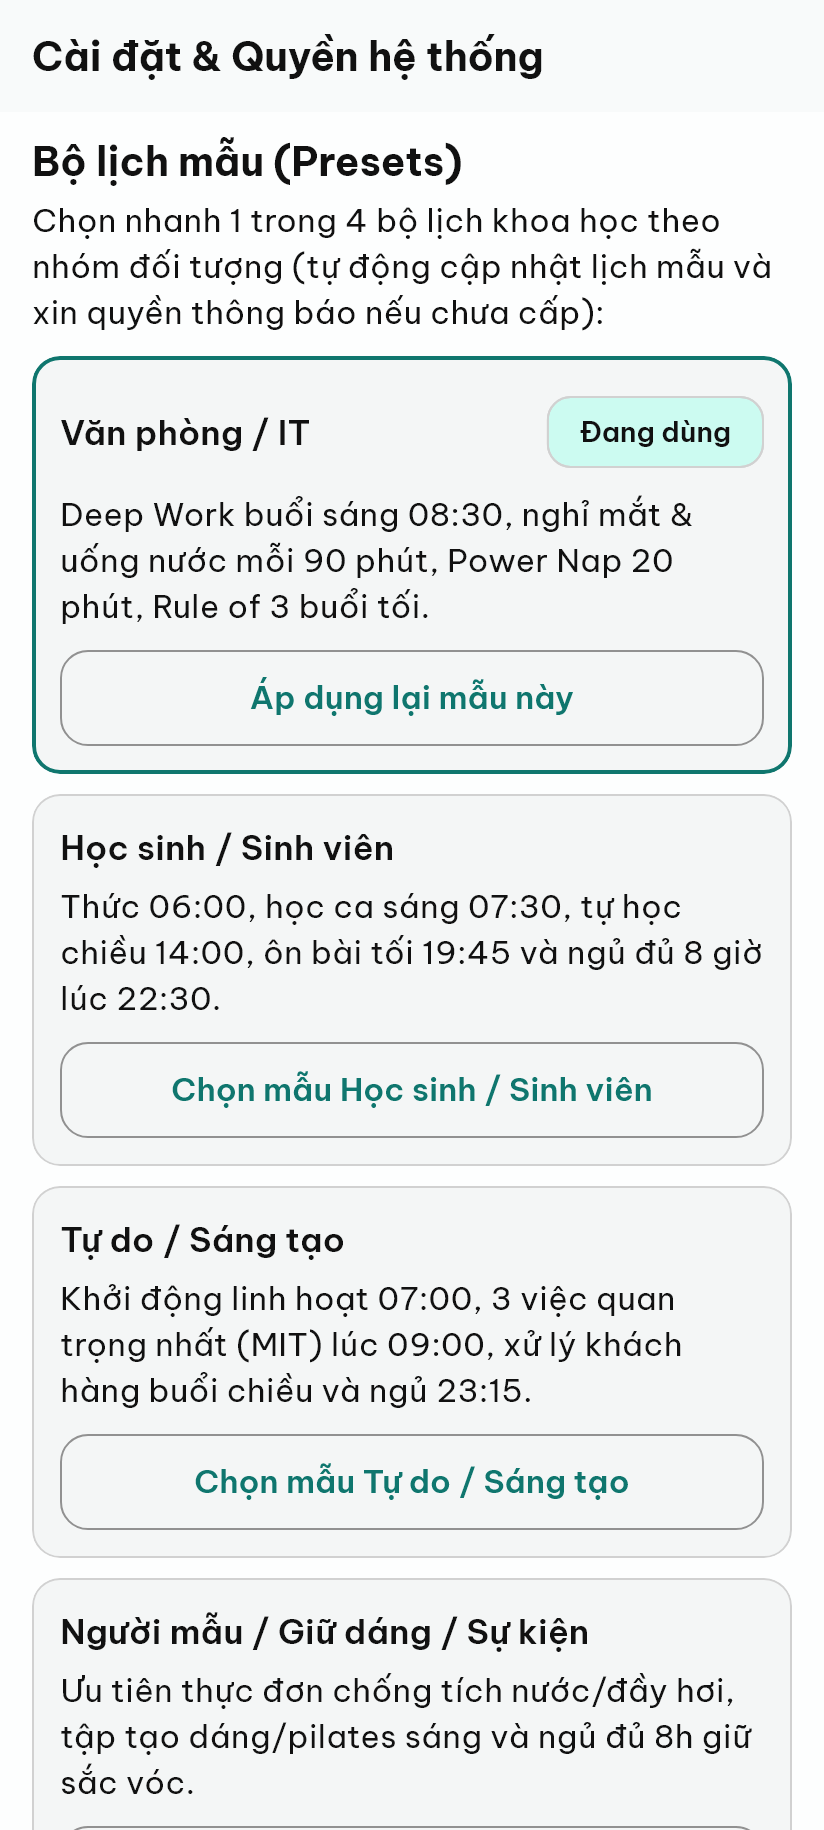 Cài đặt & Quyền hệ thống
Bộ lịch mẫu (Presets)
Chọn nhanh 1 trong 4 bộ lịch khoa học theo
nhóm đối tượng (tự động cập nhật lịch mẫu và
xin quyền thông báo nếu chưa cấp):
Văn phòng / IT
Đang dùng
Deep Work buổi sáng 08:30, nghỉ mắt &
uống nước mỗi 90 phút, Power Nap 20
phút, Rule of 3 buổi tối.
Áp dụng lại mẫu này
Học sinh / Sinh viên
Thức 06:00, học ca sáng 07:30, tự học
chiều 14:00, ôn bài tối 19:45 và ngủ đủ 8 giờ
lúc 22:30.
Chọn mẫu Học sinh / Sinh viên
Tự do / Sáng tạo
Khởi động linh hoạt 07:00, 3 việc quan
trọng nhất (MIT) lúc 09:00, xử lý khách
hàng buổi chiều và ngủ 23:15.
Chọn mẫu Tự do / Sáng tạo
Người mẫu / Giữ dáng / Sự kiện
Ưu tiên thực đơn chống tích nước/đầy hơi,
tập tạo dáng/pilates sáng và ngủ đủ 8h giữ
sắc vóc.